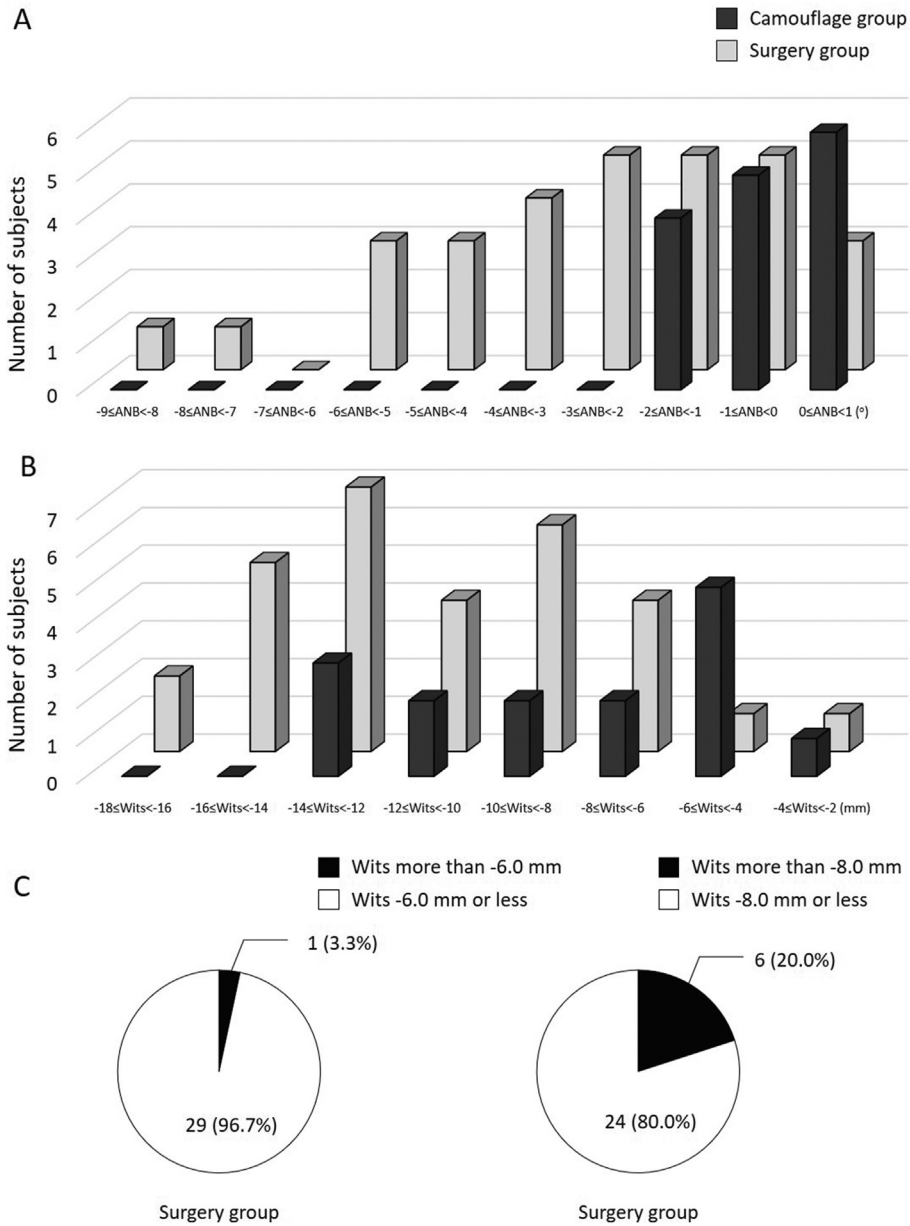 A
Camouflage group
Surgery group
Number of subjects
6
5
4
3
2
1
0
-9≤ANB<-8
-8≤ANB<-7
-7≤ANB<-6
-6≤ANB<-5
-5≤ANB<-4
-4≤ANB<-3
-3≤ANB<-2
-2≤ANB<-1
-1≤ANB<0
0≤ANB<1 (º)
B
Number of subjects
7
6
5
4
3
2
1
0
-18≤Wits<-16
-16≤Wits<-14
-14≤Wits<-12
-12≤Wits<-10
-10≤Wits<-8
-8≤Wits<-6
-6≤Wits<-4
-4≤Wits<-2 (mm)
C
Wits more than -6.0 mm
Wits -6.0 mm or less
1 (3.3%)
29 (96.7%)
Surgery group
Wits more than -8.0 mm
Wits -8.0 mm or less
6 (20.0%)
24 (80.0%)
Surgery group